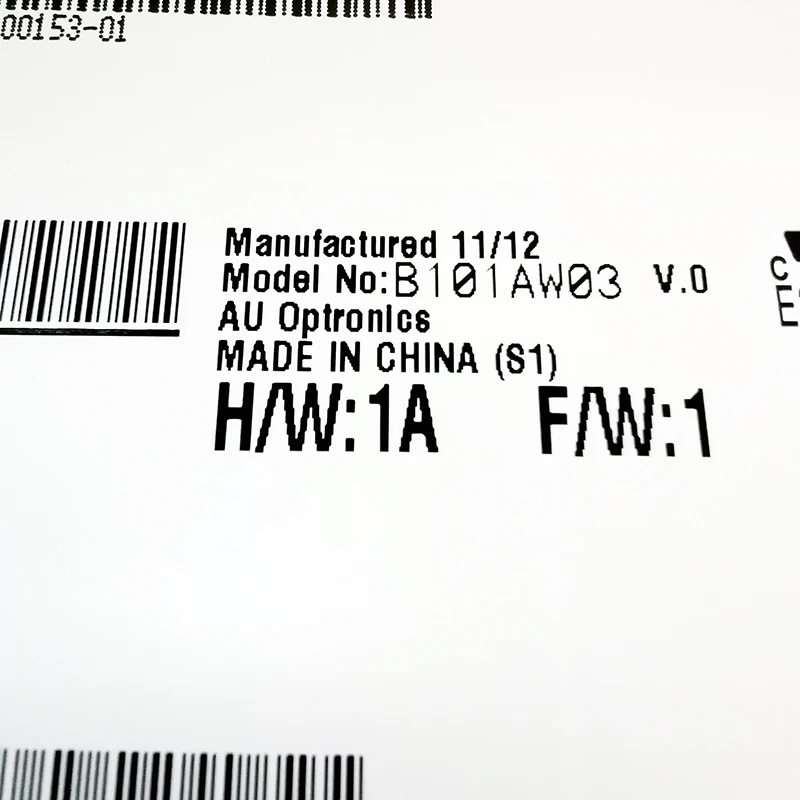 00153-01
Manufactured 11/12
Model No:B101AW03 V.0
AU Optronics
MADE IN CHINA (S1)
H/W:1A F/W:1